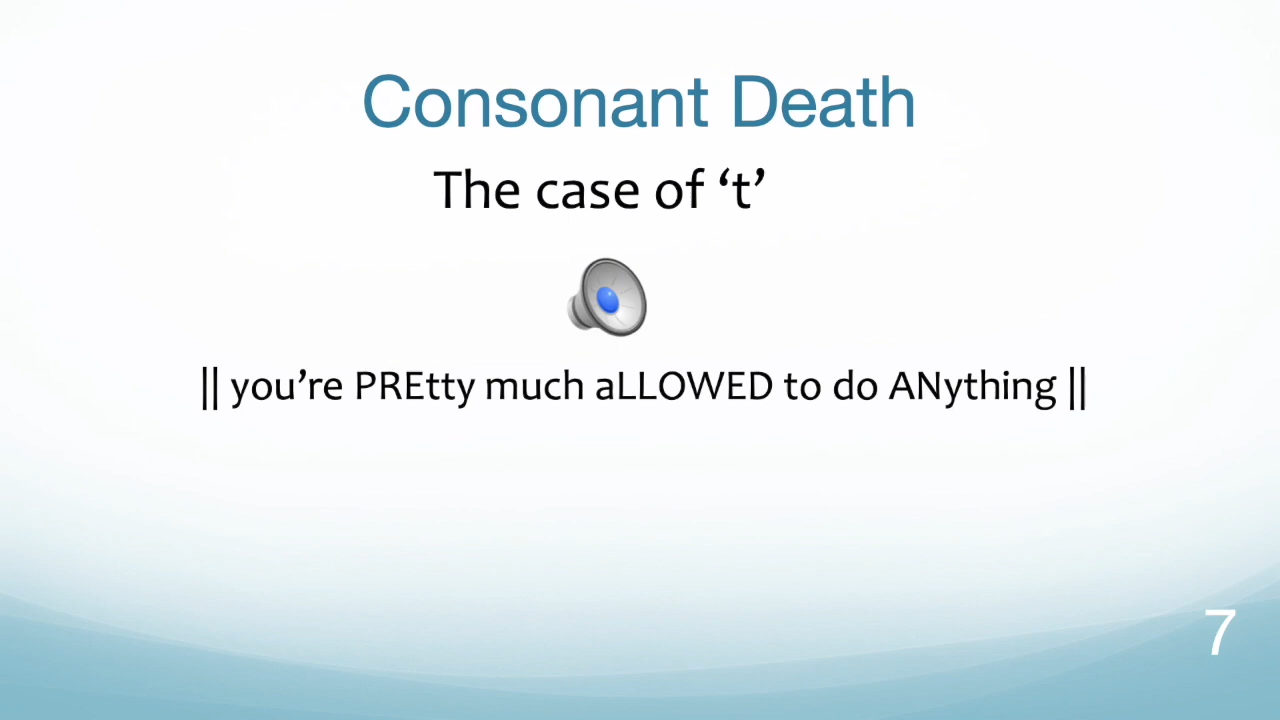 Consonant Death
The case of ‘t’
|| you’re PREtty much aLLOWED to do ANything ||
7